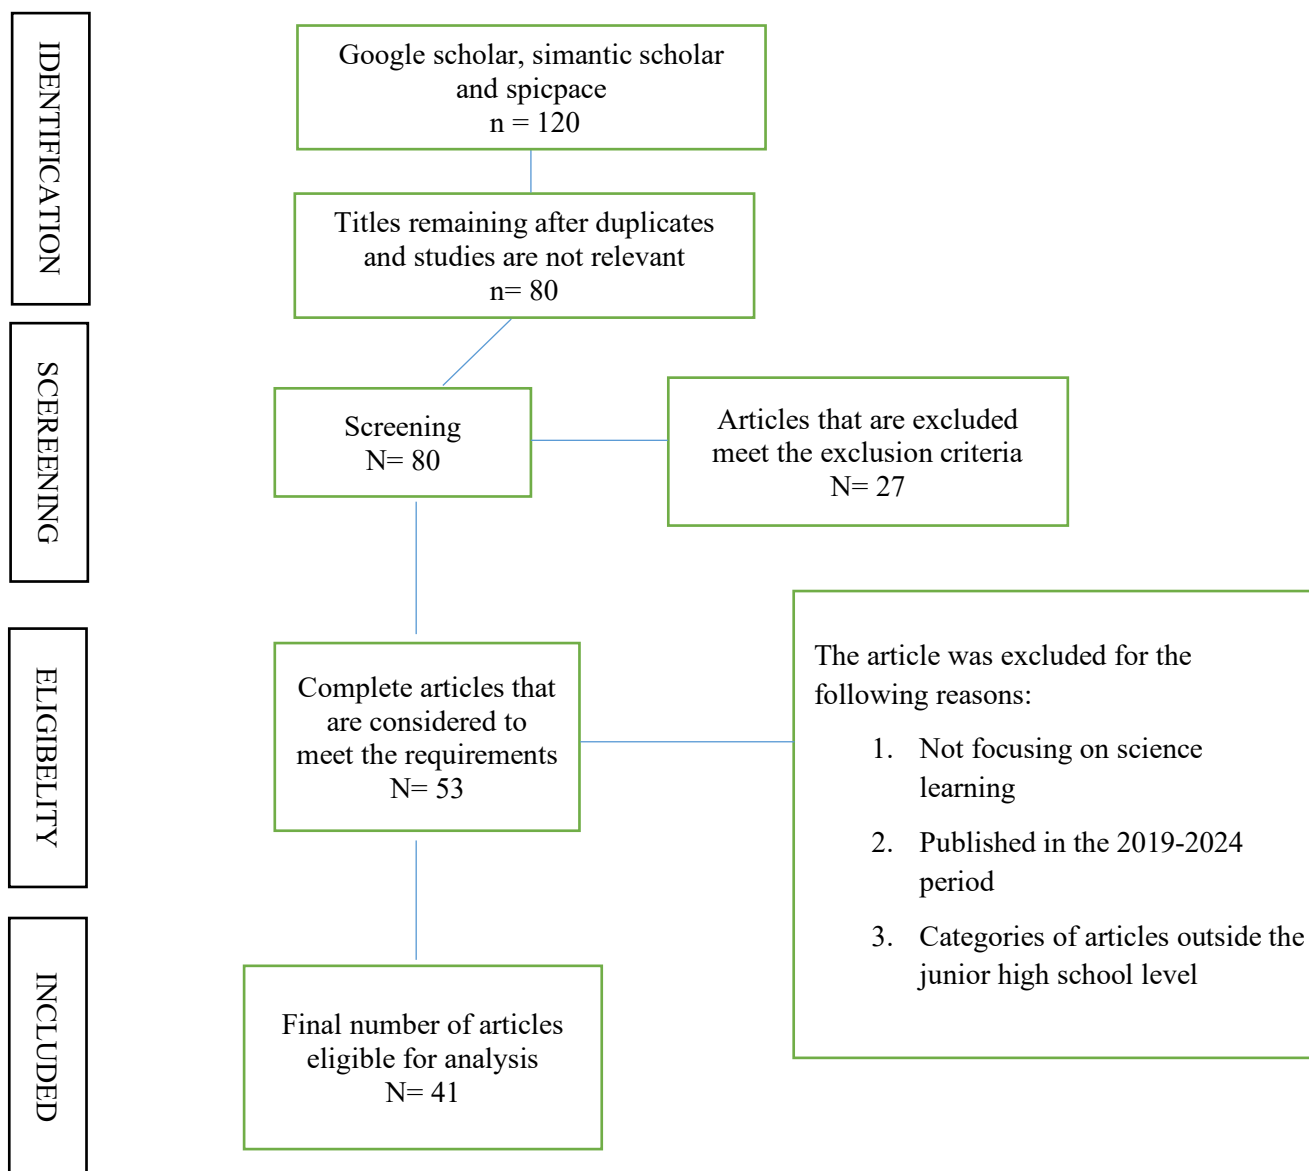 IDENTIFICATION
Google scholar, simantic scholar
and spicpace
n = 120
Titles remaining after duplicates
and studies are not relevant
n= 80
SCEREENING
Screening
N= 80
Articles that are excluded
meet the exclusion criteria
N= 27
ELIGIBELITY
Complete articles that
are considered to
meet the requirements
N= 53
The article was excluded for the
following reasons:
1. Not focusing on science
learning
2. Published in the 2019-2024
period
3. Categories of articles outside the
junior high school level
INCLUDED
Final number of articles
eligible for analysis
N= 41